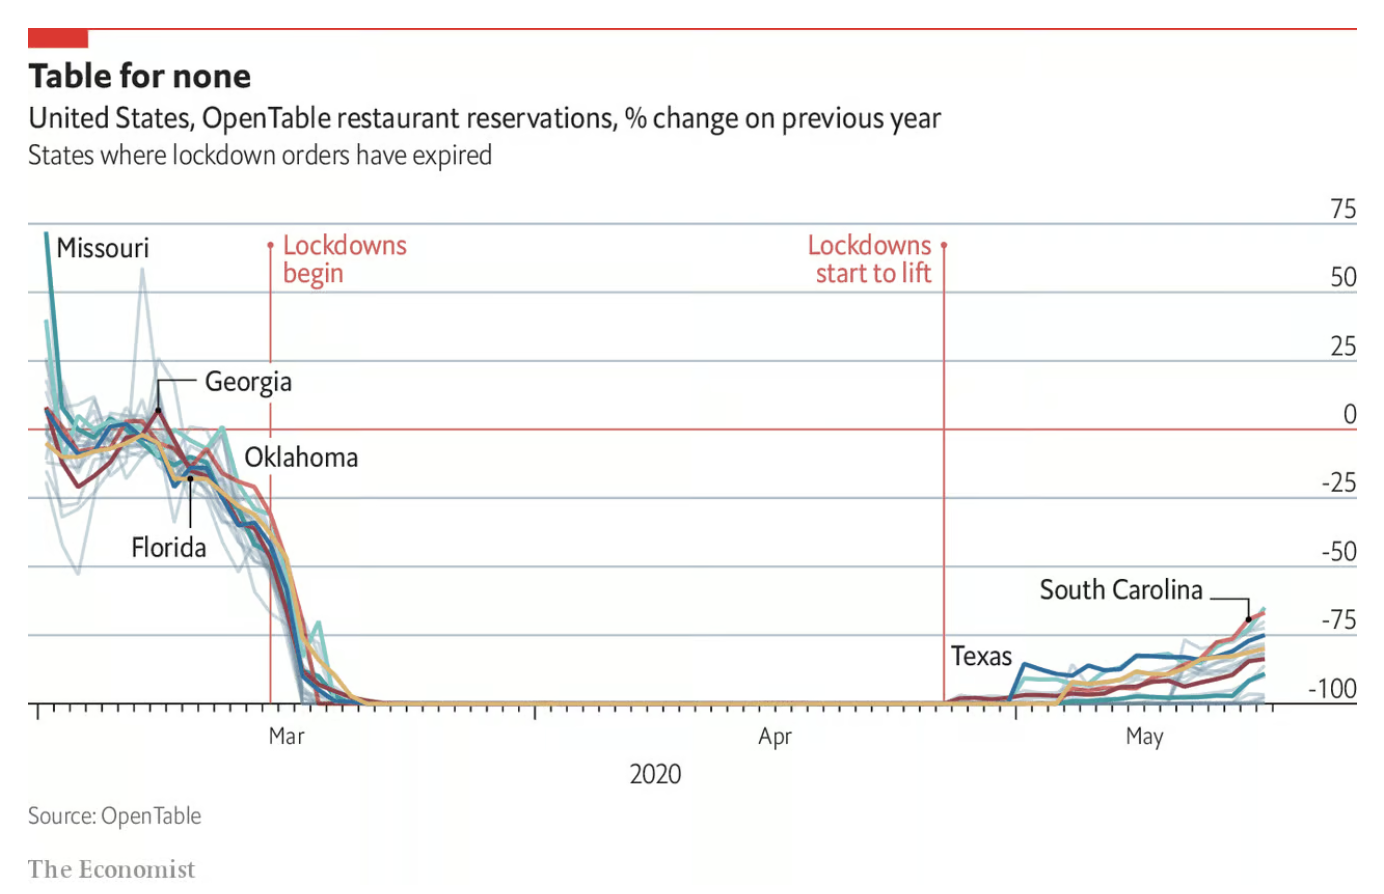 Table for none
United States, OpenTable restaurant reservations, % change on previous year
States where lockdown orders have expired
75
Missouri
Lockdowns
begin
Lockdowns
start to lift
50
25
Georgia
0
Oklahoma
-25
Florida
-50
South Carolina
-75
Texas
-100
Mar
Apr
May
2020
Source: OpenTable
The Economist